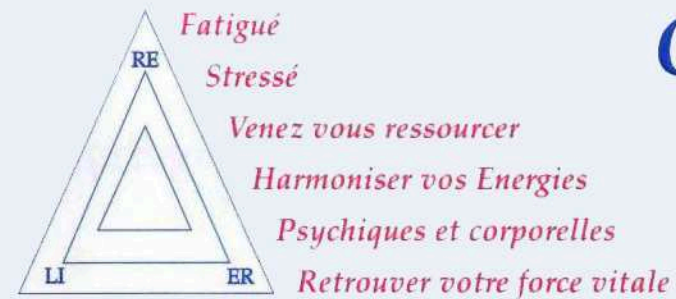 Fatigué
RE
Stressé
Venez vous ressourcer
Harmoniser vos Energies
Psychiques et corporelles
LI ER
Retrouver votre force vitale